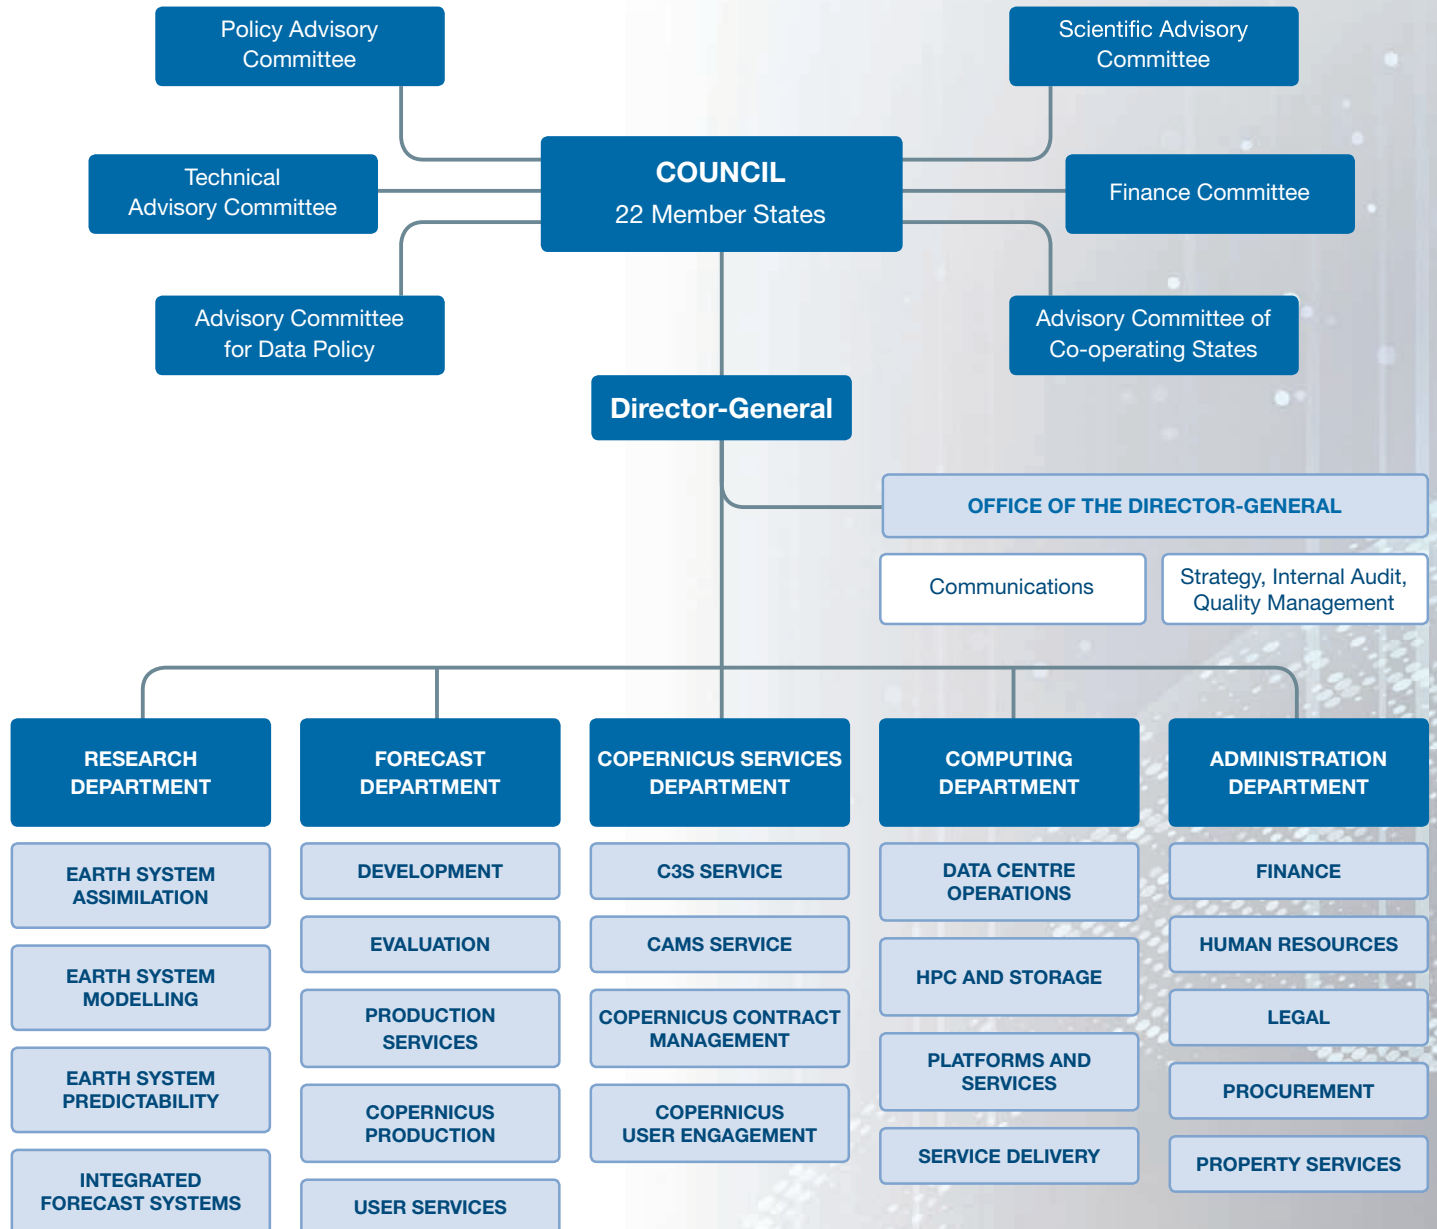 Policy Advisory
Committee
Scientific Advisory
Committee
COUNCIL
22 Member States
Technical
Advisory Committee
Finance Committee
Advisory Committee
for Data Policy
Advisory Committee of
Co-operating States
Director-General
OFFICE OF THE DIRECTOR-GENERAL
Communications
Strategy, Internal Audit,
Quality Management
RESEARCH
DEPARTMENT
EARTH SYSTEM
ASSIMILATION
EARTH SYSTEM
MODELLING
EARTH SYSTEM
PREDICTABILITY
INTEGRATED
FORECAST SYSTEMS
FORECAST
DEPARTMENT
DEVELOPMENT
EVALUATION
PRODUCTION
SERVICES
COPERNICUS
PRODUCTION
USER SERVICES
COPERNICUS SERVICES
DEPARTMENT
C3S SERVICE
CAMS SERVICE
COPERNICUS CONTRACT
MANAGEMENT
COPERNICUS
USER ENGAGEMENT
COMPUTING
DEPARTMENT
DATA CENTRE
OPERATIONS
HPC AND STORAGE
PLATFORMS AND
SERVICES
SERVICE DELIVERY
ADMINISTRATION
DEPARTMENT
FINANCE
HUMAN RESOURCES
LEGAL
PROCUREMENT
PROPERTY SERVICES